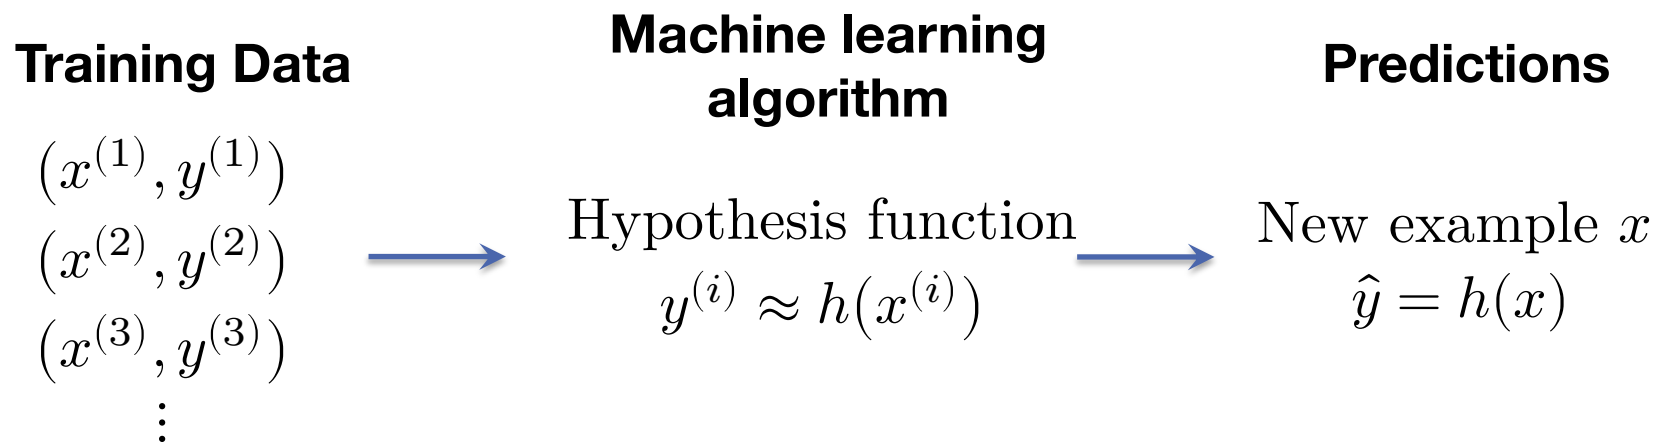 Training Data
(x^{(1)}, y^{(1)})
(x^{(2)}, y^{(2)})
(x^{(3)}, y^{(3)})
⋮
Machine learning
algorithm
Hypothesis function
y^{(i)} ≈ h(x^{(i)})
Predictions
New example x
ŷ = h(x)